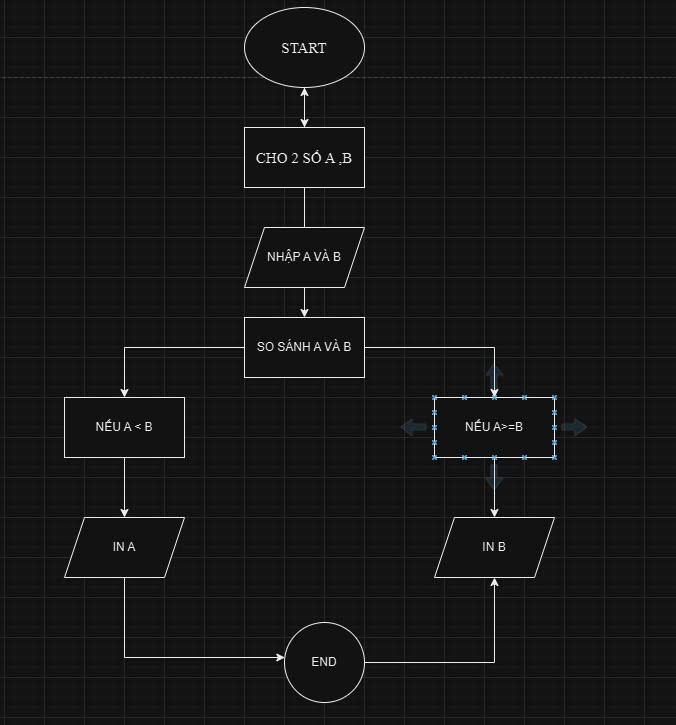 START
CHO 2 SỐ A ,B
NHẬP A VÀ B
SO SÁNH A VÀ B
NẾU A < B
NẾU A>=B
IN A
IN B
END